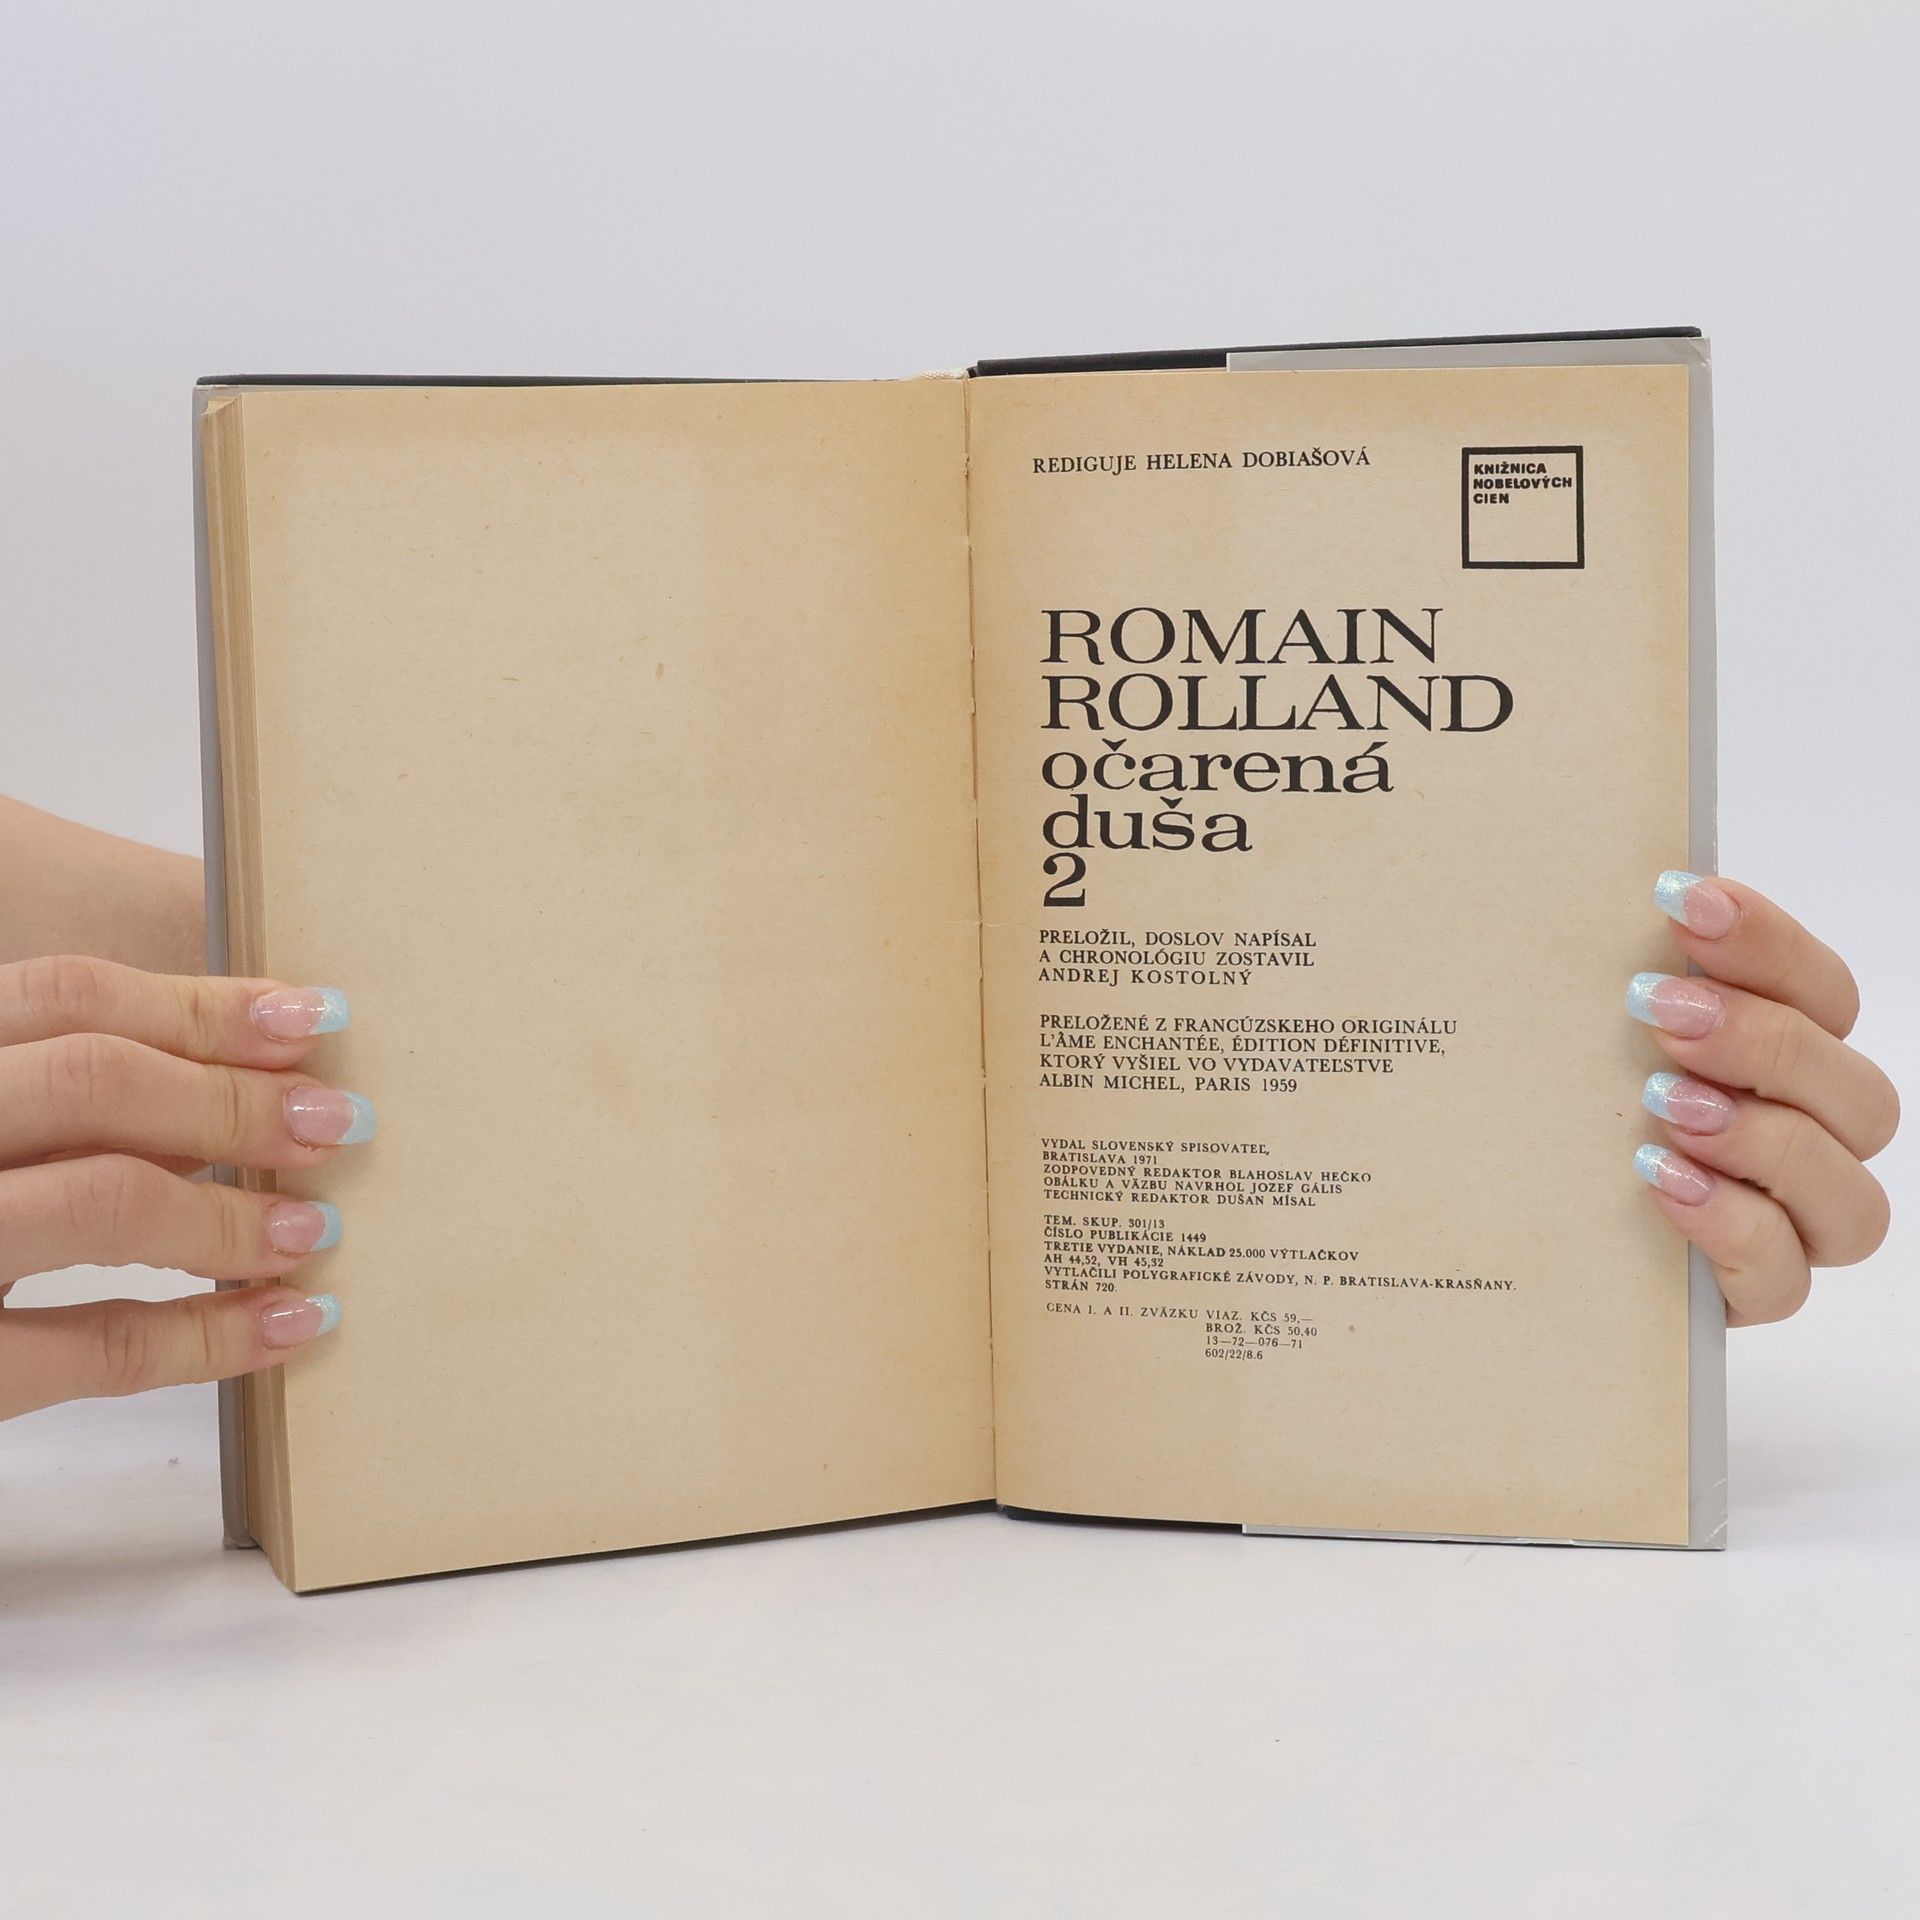 REDIGUJE HELENA DOBIAŠOVÁ
KNIŽNICA
NOBELOVÝCH
CIEN
ROMAIN
ROLLAND
očarená
duša
2
PRELOŽIL, DOSLOV NAPÍSAL
A CHRONOLÓGIU ZOSTAVIL
ANDREJ KOSTOLNÝ
PRELOŽENÉ Z FRANCÚZSKEHO ORIGINÁLU
L'ÂME ENCHANTÉE, ÉDITION DÉFINITIVE,
KTORÝ VYŠIEL VO VYDAVATEĽSTVE
ALBIN MICHEL, PARIS 1959
VYDAL SLOVENSKÝ SPISOVATEĽ,
BRATISLAVA 1971
ZODPOVEDNÝ REDAKTOR BLAHOSLAV HEČKO
OBÁLKU A VÄZBU NAVRHOL JOZEF GÁLIS
TECHNICKÝ REDAKTOR DUŠAN MÍSAL
TEM. SKUP. 301/13
ČÍSLO PUBLIKÁCIE 1449
TRETIE VYDANIE, NÁKLAD 25.000 VÝTLAČKOV
AH 44,52, VH 45,32
VYTLAČILI POLYGRAFICKÉ ZÁVODY, N. P. BRATISLAVA-KRASŇANY.
STRÁN 720.
CENA I. A II. ZVÄZKU VIAZ. KČS 59,—
BROŽ. KČS 50,40
13—72—076—71
602/22/8.6